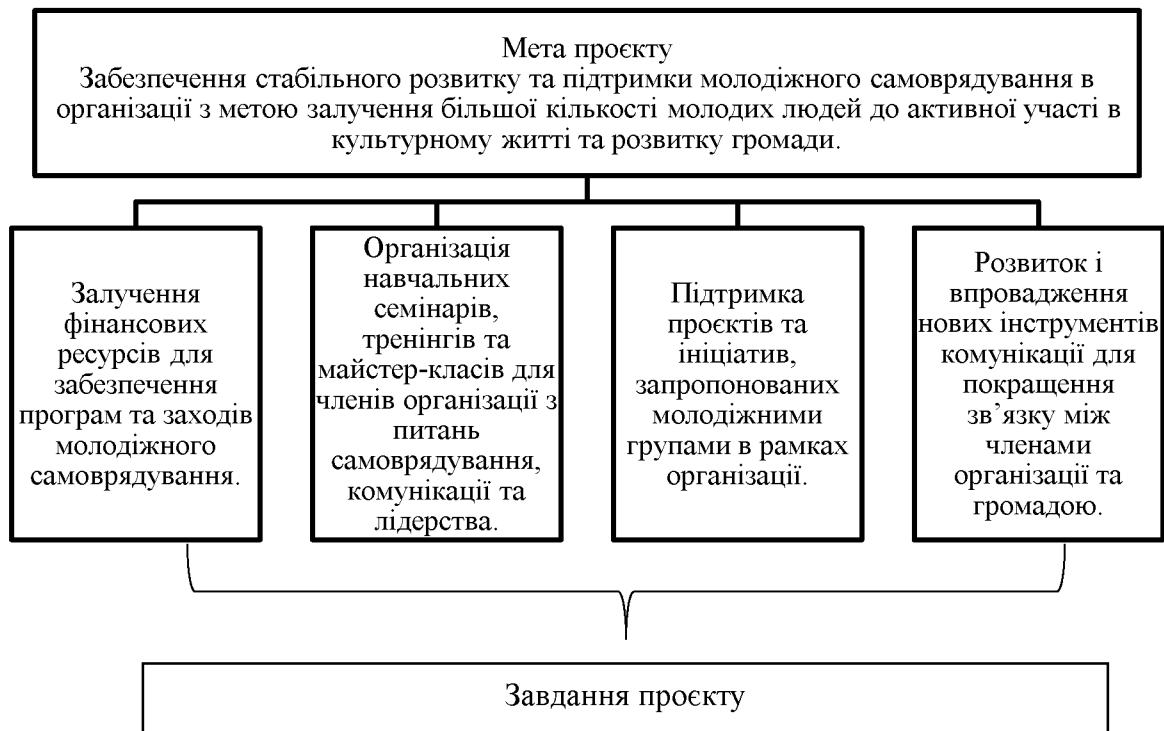 Мета проєкту
Забезпечення стабільного розвитку та підтримки молодіжного самоврядування в
організації з метою залучення більшої кількості молодих людей до активної участі в
культурному житті та розвитку громади.
Залучення
фінансових
ресурсів для
забезпечення
програм та заходів
молодіжного
самоврядування.
Організація
навчальних
семінарів,
тренінгів та
майстер-класів для
членів організації з
питань
самоврядування,
комунікації та
лідерства.
Підтримка
проєктів та
ініціатив,
запропонованих
молодіжними
групами в рамках
організації.
Розвиток і
впровадження
нових інструментів
комунікації для
покращення
зв’язку між
членами
організації та
громадою.
Завдання проєкту